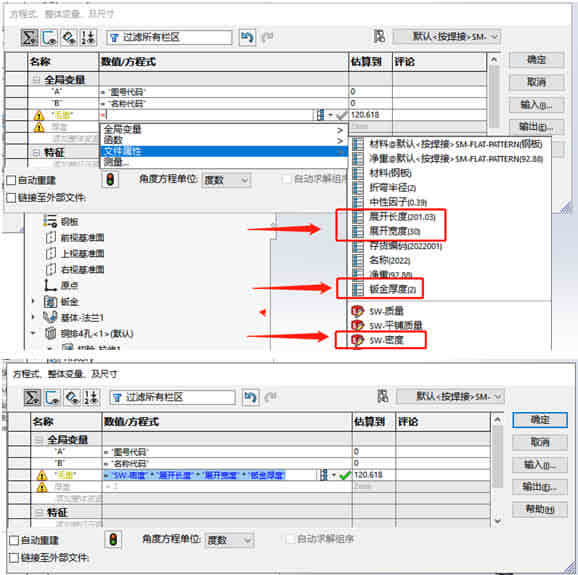 方程式、整体变量、及尺寸
过滤所有栏区
默认<按焊接>SM-
名称 数值/方程式 估算到 评论
确定
全局变量
取消
"A" = "图号代码" 0
"B" = "名称代码" 0
输入(I)...
"毛重" = 120.618
厚度 2mm
输出(E)...
全局变量 >
函数 >
文件属性
测量...
特征
自动重建
角度方程单位: 度数
自动求解组序
链接至外部文件:
材料@默认<按焊接>SM-FLAT-PATTERN(钢板)
净重@默认<按焊接>SM-FLAT-PATTERN(92.88)
材料(钢板)
折弯半径(2)
中性因子(0.39)
展开长度(201.03)
展开宽度(30)
存货编码(2022001)
名称(2022)
净重(92.88)
钣金厚度(2)
SW-质量
SW-平铺质量
SW-密度
钢板
前视基准面
上视基准面
右视基准面
原点
钣金
基体-法兰1
铜排4孔<1>(默认)
方程式、整体变量、及尺寸
过滤所有栏区
默认<按焊接>SM-
名称 数值/方程式 估算到 评论
确定
全局变量
取消
"A" = "图号代码" 0
"B" = "名称代码" 0
输入(I)...
"毛重" = "SW-密度" * "展开长度" * "展开宽度" * "钣金厚度" 120.618
厚度 = 2 2mm
输出(E)...
特征
帮助(H)
自动重建
角度方程单位: 度数
自动求解组序
链接至外部文件: